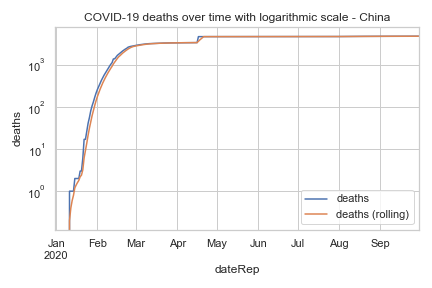 COVID-19 deaths over time with logarithmic scale - China
deaths
10³
10²
10¹
10⁰
deaths
deaths (rolling)
Jan Feb Mar Apr May Jun Jul Aug Sep
2020
dateRep